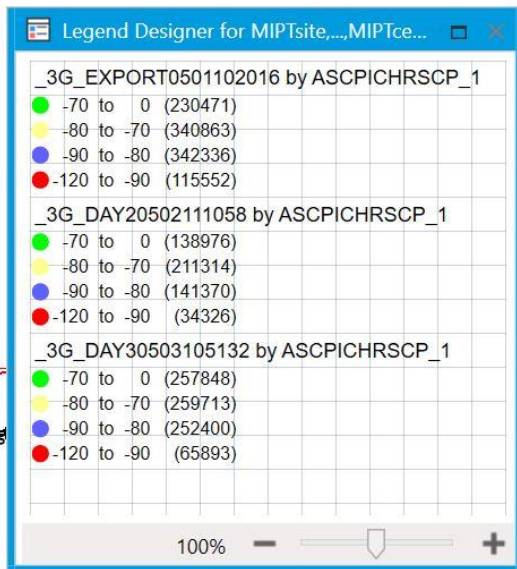 Legend Designer for MIPTsite,...,MIPTce...
_3G_EXPORT0501102016 by ASCPICHRSCP_1
-70 to 0 (230471)
-80 to -70 (340863)
-90 to -80 (342336)
-120 to -90 (115552)
_3G_DAY20502111058 by ASCPICHRSCP_1
-70 to 0 (138976)
-80 to -70 (211314)
-90 to -80 (141370)
-120 to -90 (34326)
_3G_DAY30503105132 by ASCPICHRSCP_1
-70 to 0 (257848)
-80 to -70 (259713)
-90 to -80 (252400)
-120 to -90 (65893)
100%